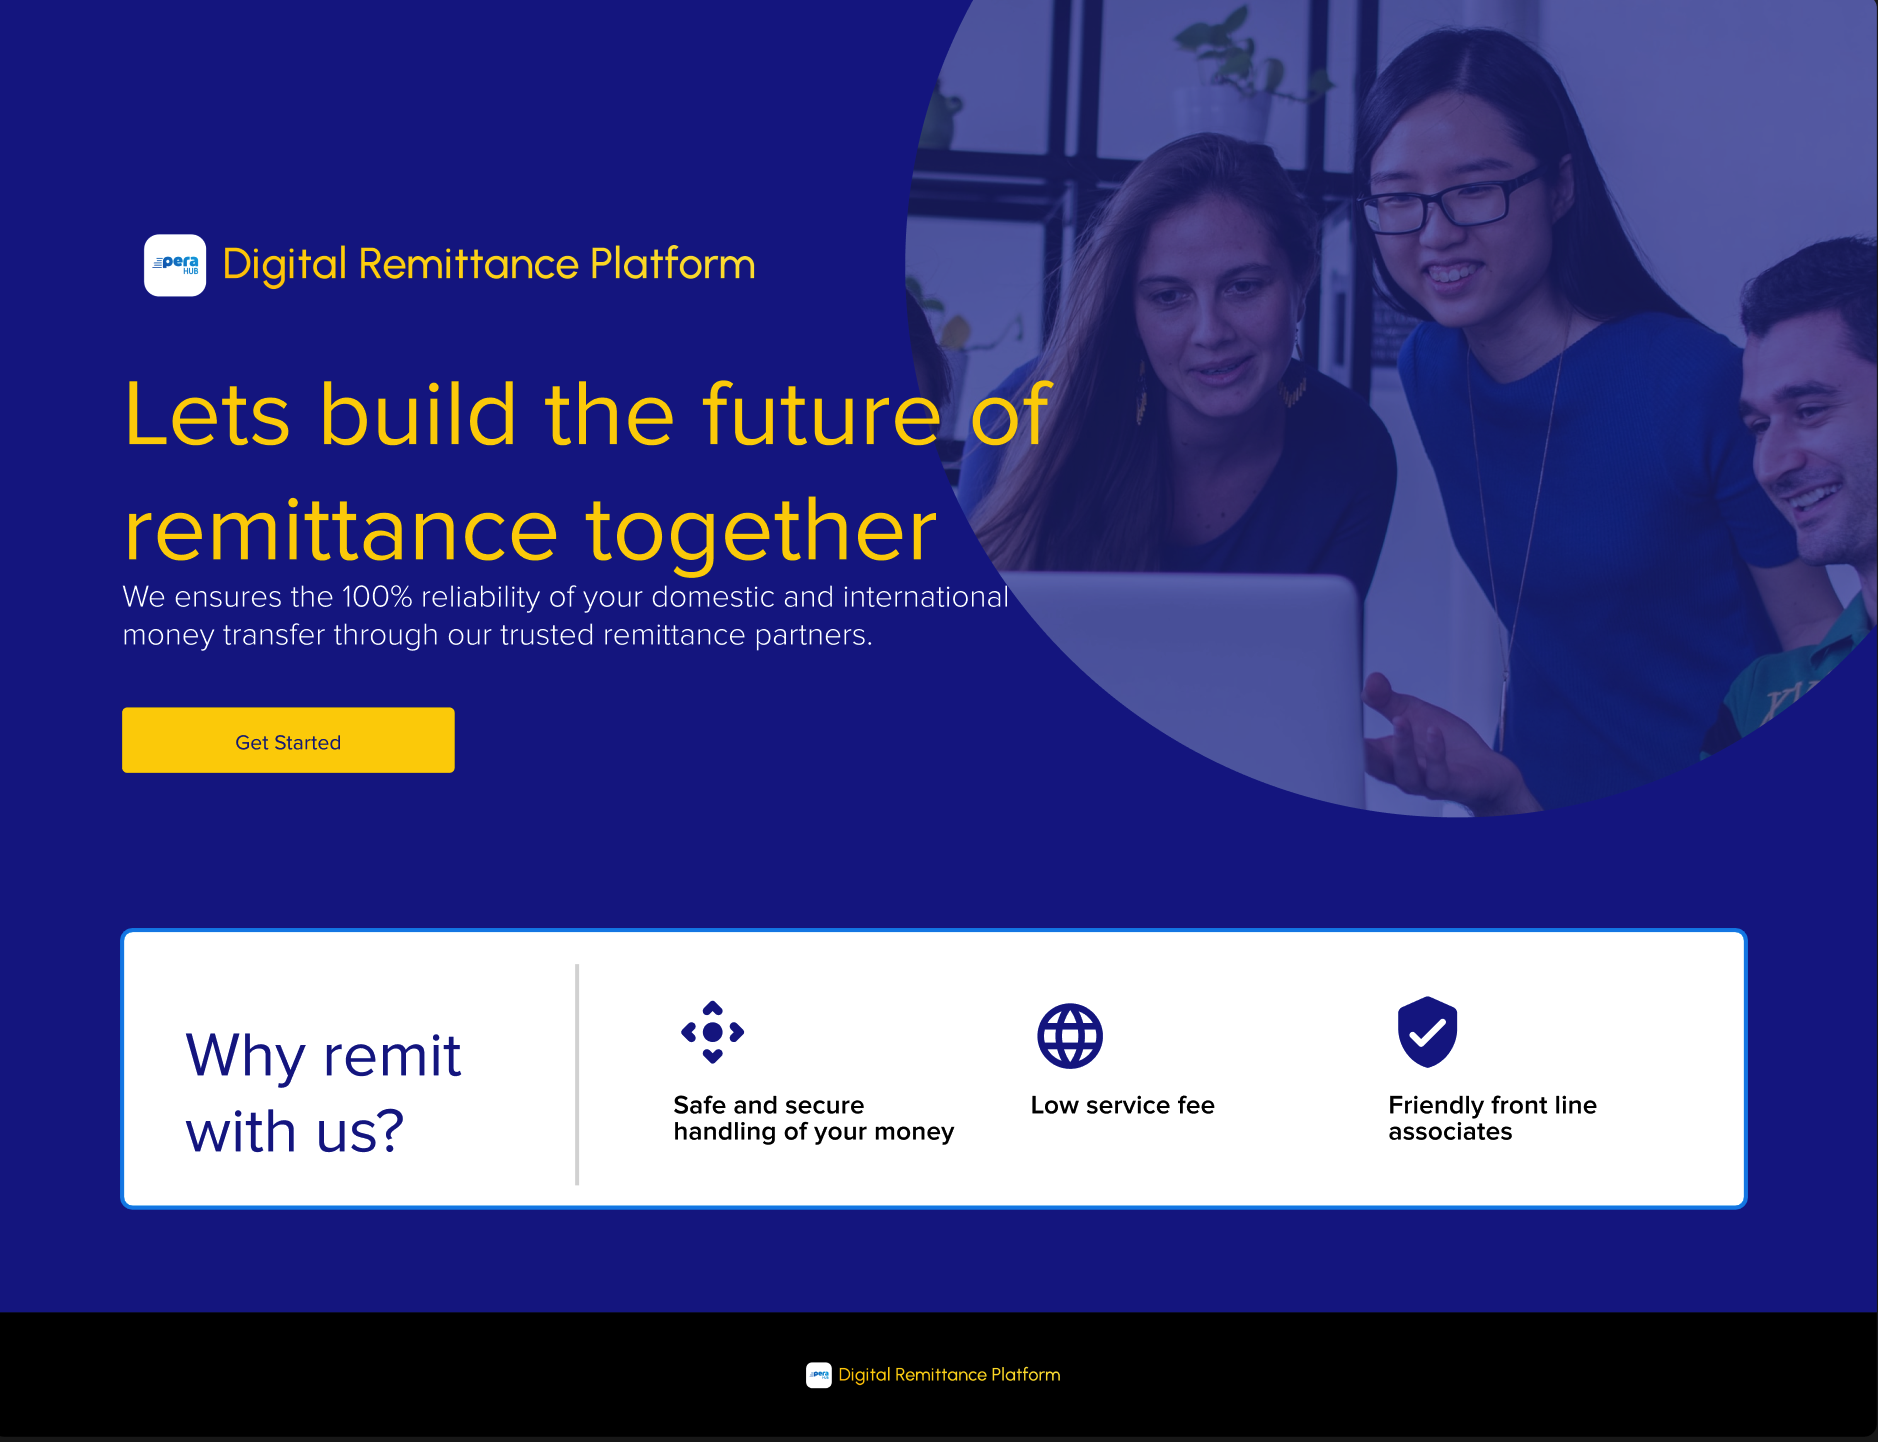 pera
HUB
Digital Remittance Platform
Lets build the future of
remittance together
We ensures the 100% reliability of your domestic and international
money transfer through our trusted remittance partners.
Get Started
Why remit
with us?
Safe and secure
handling of your money
Low service fee
Friendly front line
associates
pera
HUB
Digital Remittance Platform